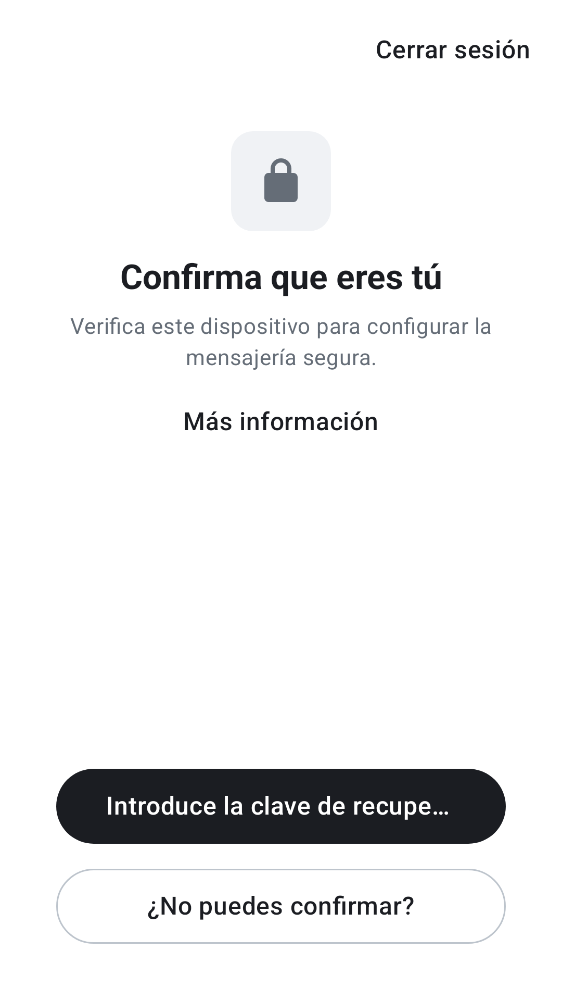 Cerrar sesión
Confirma que eres tú
Verifica este dispositivo para configurar la
mensajería segura.
Más información
Introduce la clave de recupe…
¿No puedes confirmar?